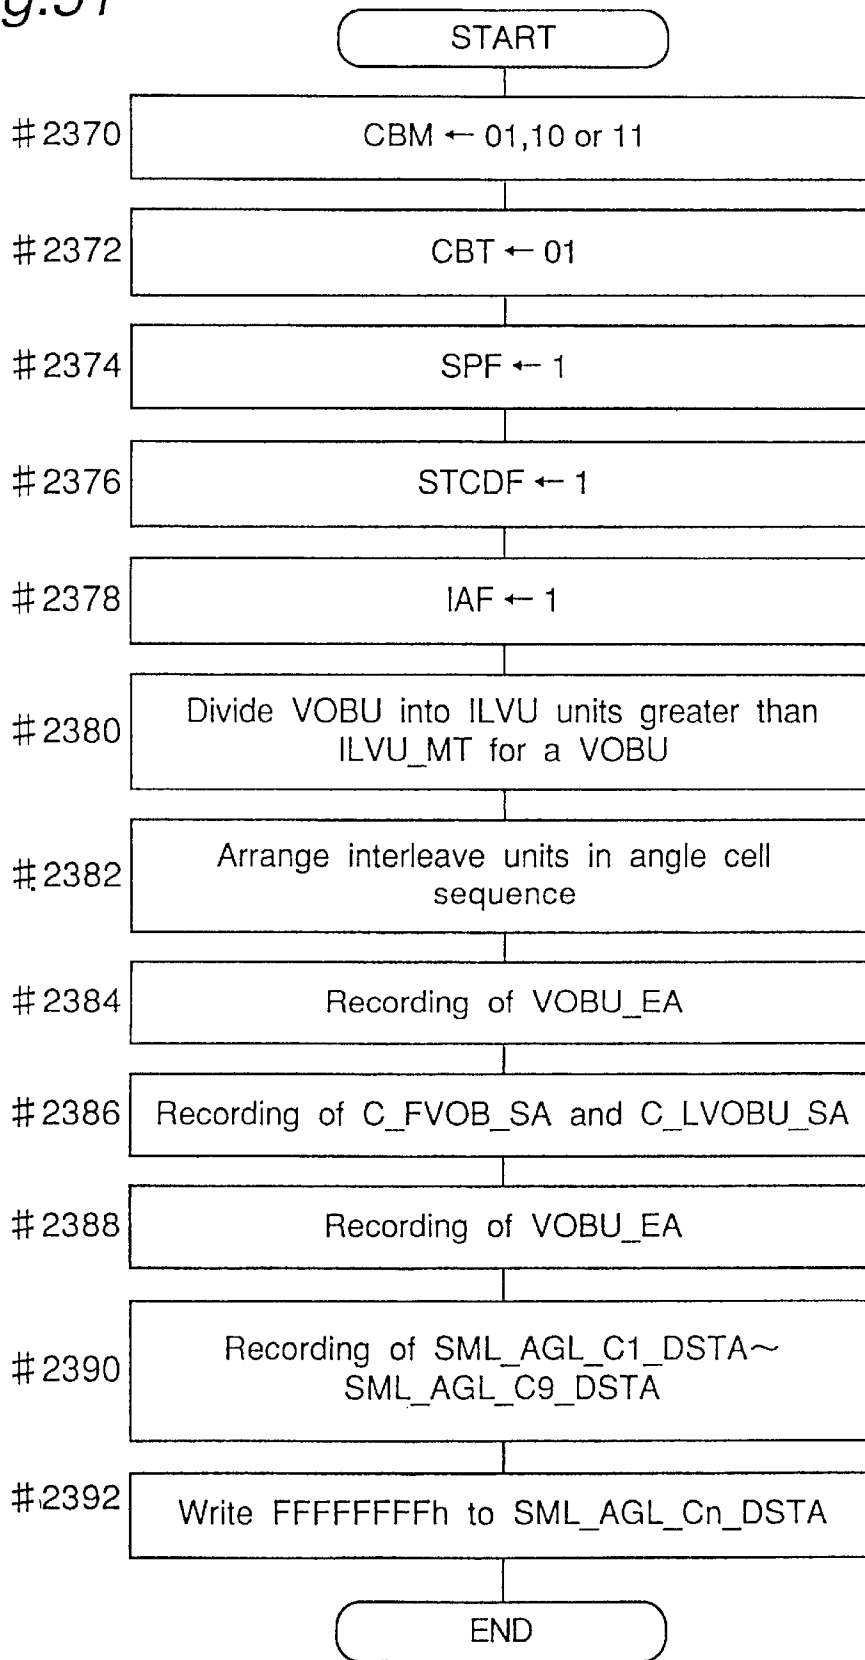 g.57
START
#2370
CBM ← 01,10 or 11
#2372
CBT ← 01
#2374
SPF ← 1
#2376
STCDF ← 1
#2378
IAF ← 1
#2380
Divide VOBU into ILVU units greater than
ILVU_MT for a VOBU
#2382
Arrange interleave units in angle cell
sequence
#2384
Recording of VOBU_EA
#2386
Recording of C_FVOB_SA and C_LVOBU_SA
#2388
Recording of VOBU_EA
#2390
Recording of SML_AGL_C1_DSTA~
SML_AGL_C9_DSTA
#2392
Write FFFFFFFFh to SML_AGL_Cn_DSTA
END